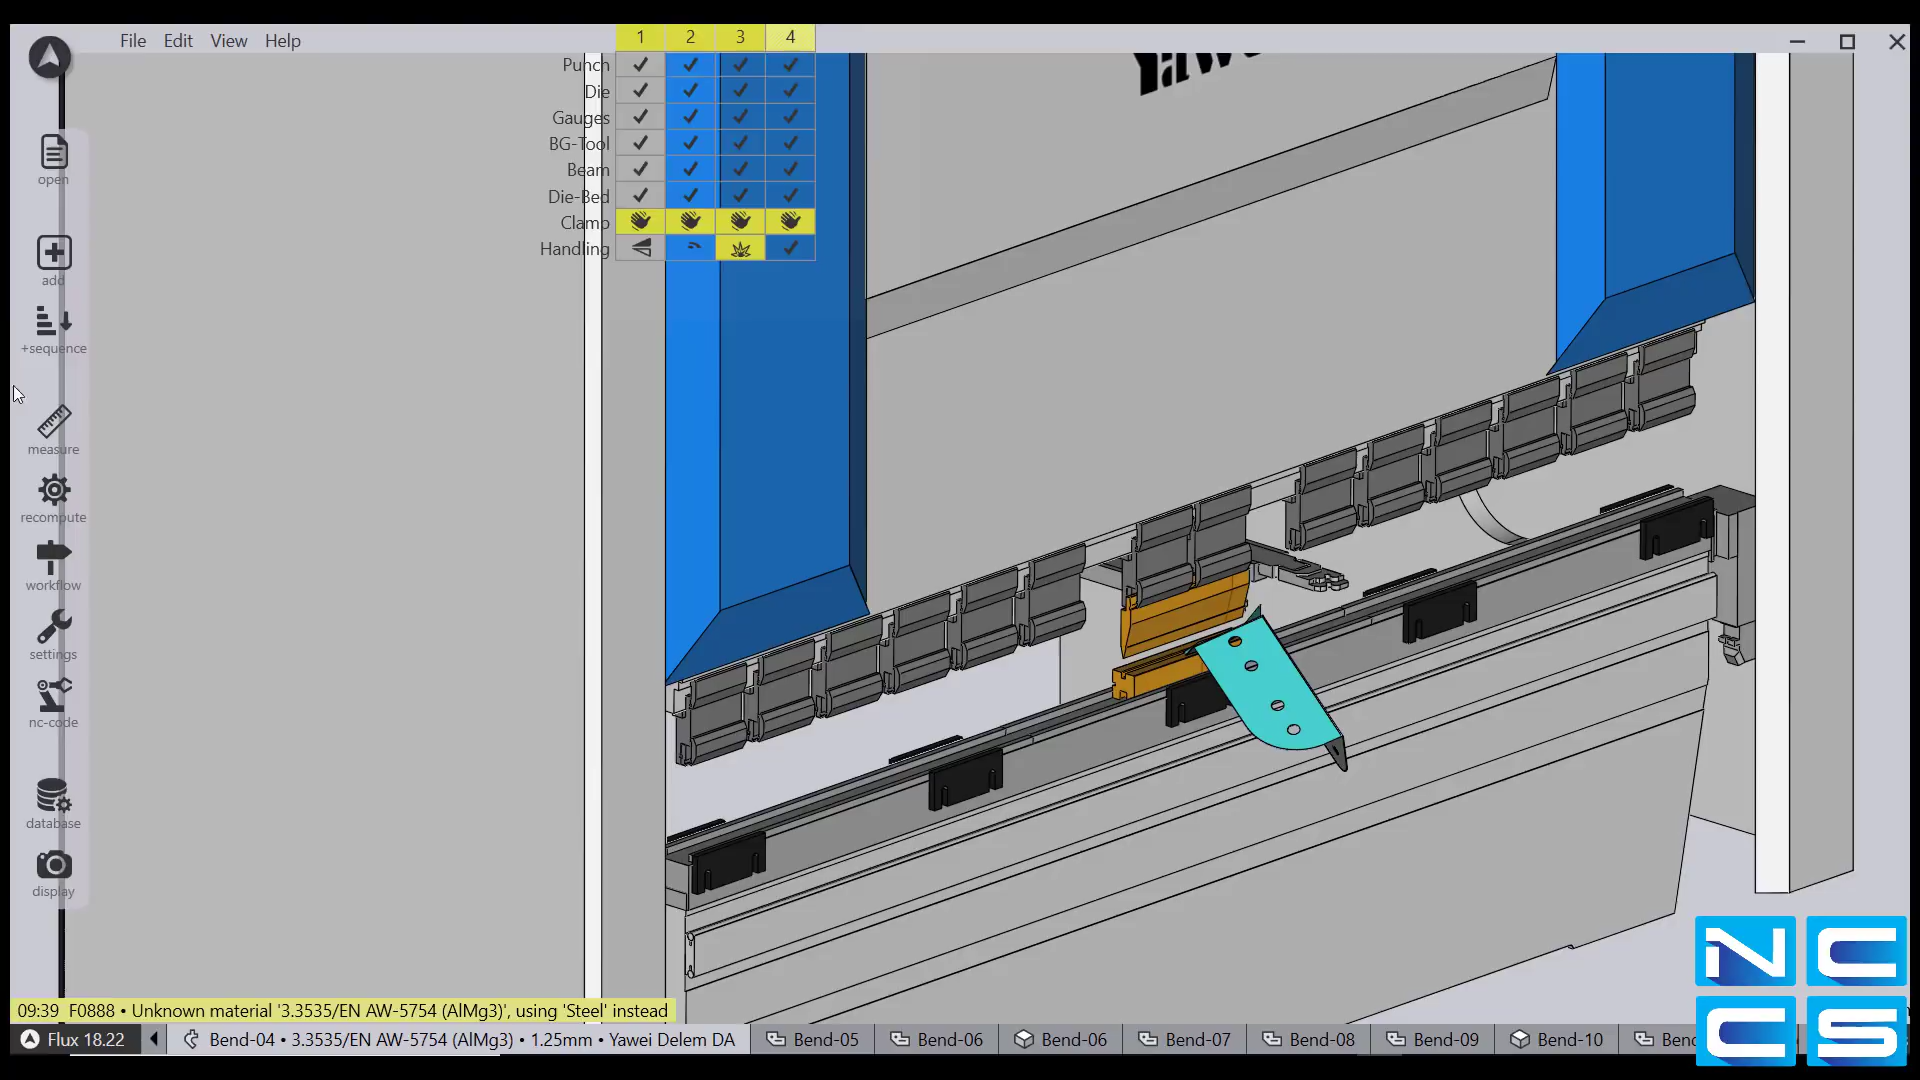 File Edit View Help
1 2 3 4
Punch
Die
Gauges
BG-Tool
Beam
Die-Bed
Clamp
Handling
open
add
+sequence
measure
recompute
workflow
settings
nc-code
database
display
09:39 F0888 • Unknown material '3.3535/EN AW-5754 (AlMg3)', using 'Steel' instead
Flux 18.22 Bend-04 • 3.3535/EN AW-5754 (AlMg3) • 1.25mm • Yawei Delem DA Bend-05 Bend-06 Bend-06 Bend-07 Bend-08 Bend-09 Bend-10
NC
CS